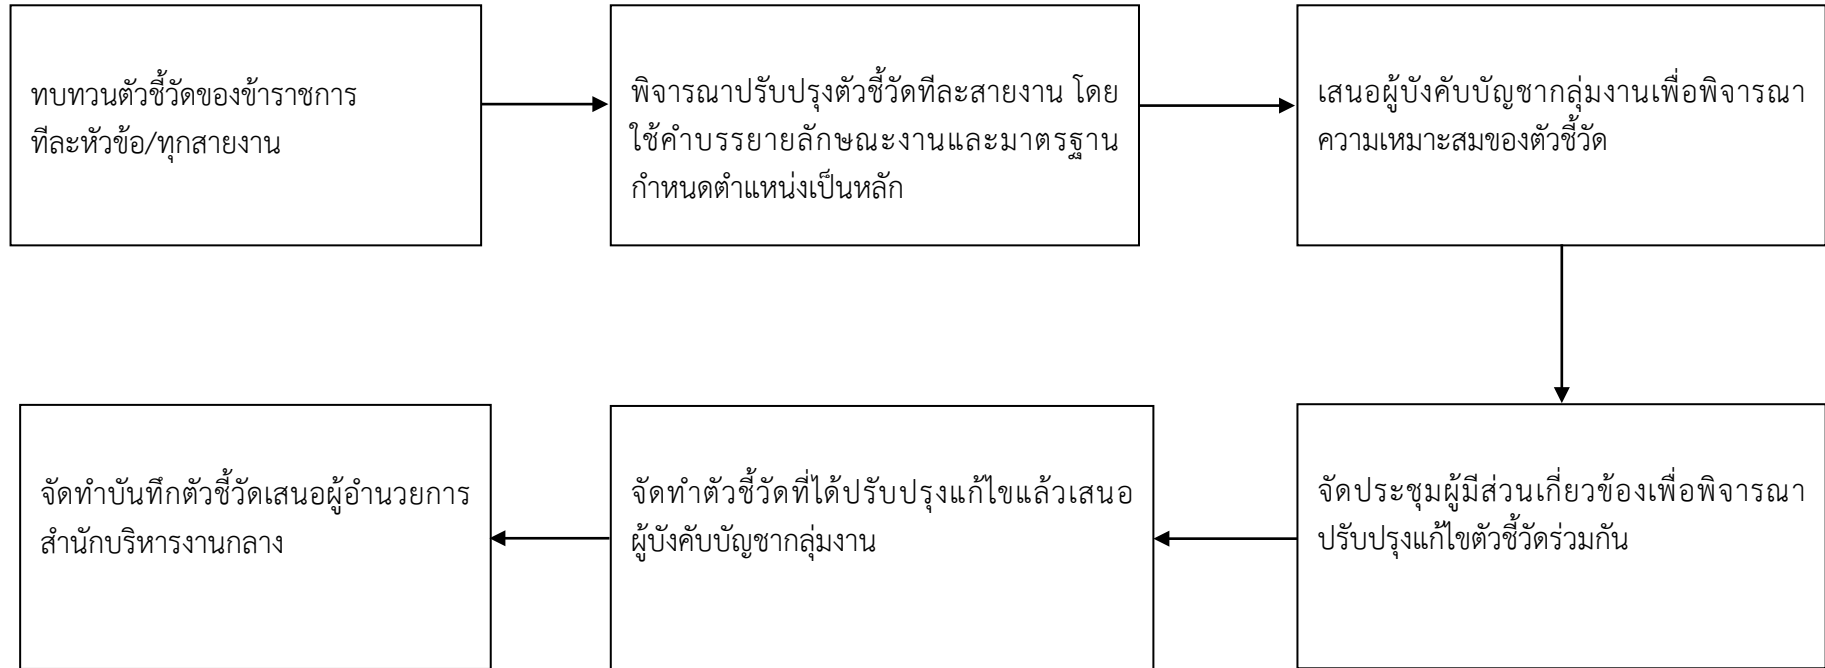 ทบทวนตัวชี้วัดของข้าราชการ
ทีละหัวข้อ/ทุกสายงาน
พิจารณาปรับปรุงตัวชี้วัดทีละสายงาน โดย
ใช้คำบรรยายลักษณะงานและมาตรฐาน
กำหนดตำแหน่งเป็นหลัก
เสนอผู้บังคับบัญชากลุ่มงานเพื่อพิจารณา
ความเหมาะสมของตัวชี้วัด
จัดประชุมผู้มีส่วนเกี่ยวข้องเพื่อพิจารณา
ปรับปรุงแก้ไขตัวชี้วัดร่วมกัน
จัดทำตัวชี้วัดที่ได้ปรับปรุงแก้ไขแล้วเสนอ
ผู้บังคับบัญชากลุ่มงาน
จัดทำบันทึกตัวชี้วัดเสนอผู้อำนวยการ
สำนักบริหารงานกลาง